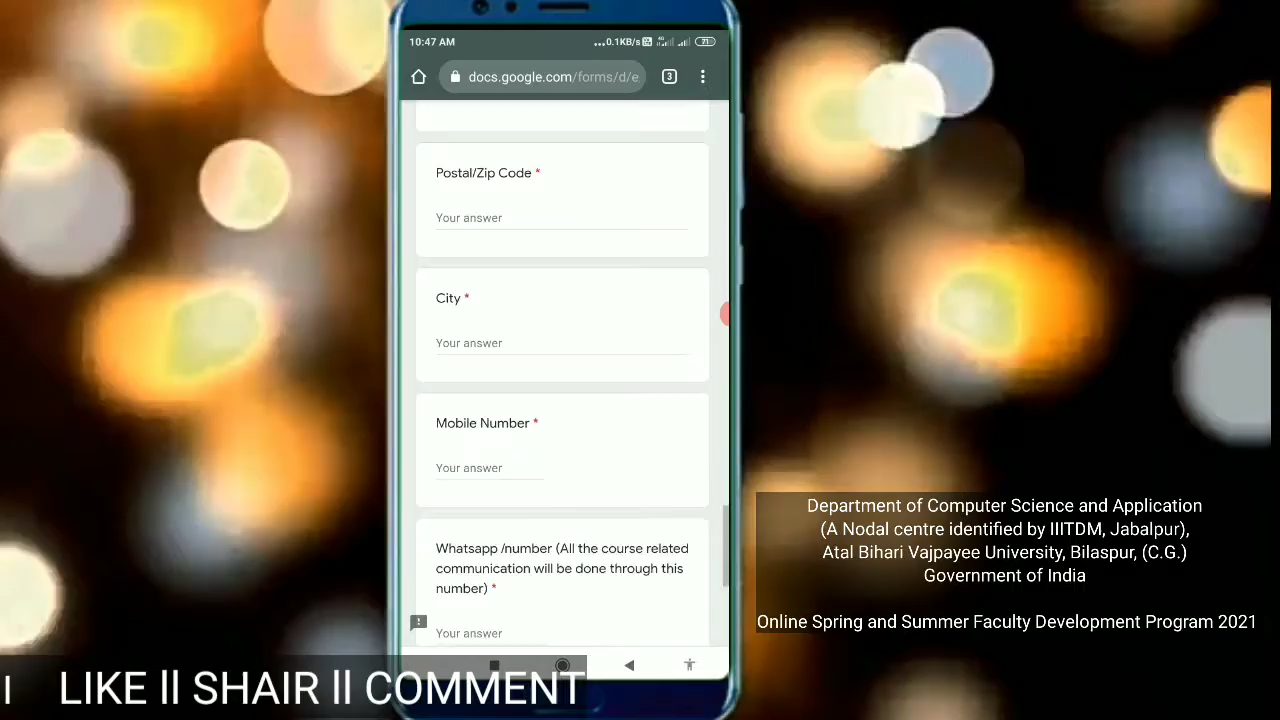 10:47 AM
...0.1KB/s
71
docs.google.com/forms/d/e
3
Postal/Zip Code *
Your answer
City *
Your answer
Mobile Number *
Your answer
Whatsapp /number (All the course related
communication will be done through this
number) *
Your answer
Department of Computer Science and Application
(A Nodal centre identified by IIITDM, Jabalpur),
Atal Bihari Vajpayee University, Bilaspur, (C.G.)
Government of India
Online Spring and Summer Faculty Development Program 2021
l LIKE ll SHAIR ll COMMENT